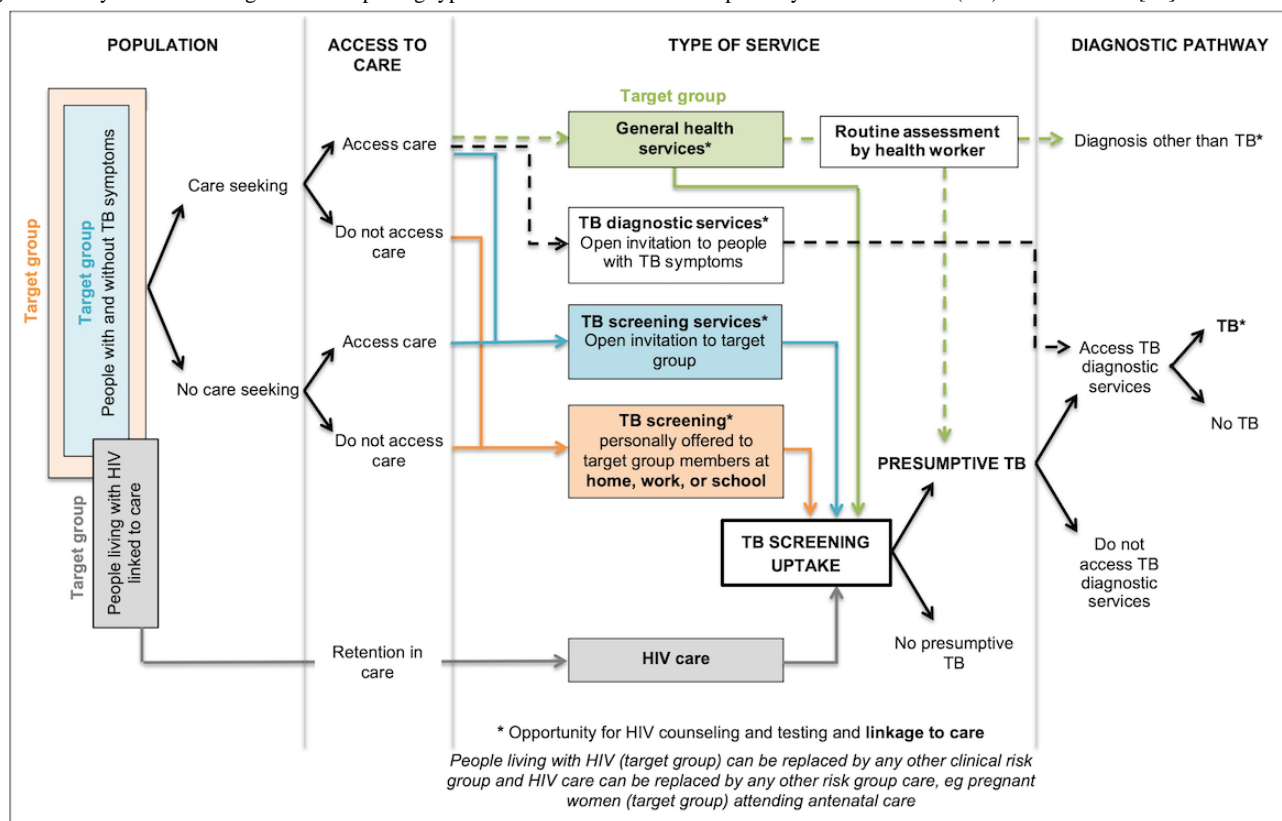 POPULATION
ACCESS TO
CARE
TYPE OF SERVICE
DIAGNOSTIC PATHWAY
Target group
Target group
People with and without TB symptoms
Target group
People living with HIV
linked to care
Care seeking
No care seeking
Access care
Do not access
care
Access care
Do not access
care
Retention in
care
Target group
General health
services*
Routine assessment
by health worker
TB diagnostic services*
Open invitation to people
with TB symptoms
TB screening services*
Open invitation to target
group
TB screening*
personally offered to
target group members at
home, work, or school
TB SCREENING
UPTAKE
HIV care
PRESUMPTIVE TB
No presumptive
TB
Diagnosis other than TB*
Access TB
diagnostic
services
TB*
No TB
Do not
access TB
diagnostic
services
* Opportunity for HIV counseling and testing and linkage to care
People living with HIV (target group) can be replaced by any other clinical risk
group and HIV care can be replaced by any other risk group care, eg pregnant
women (target group) attending antenatal care